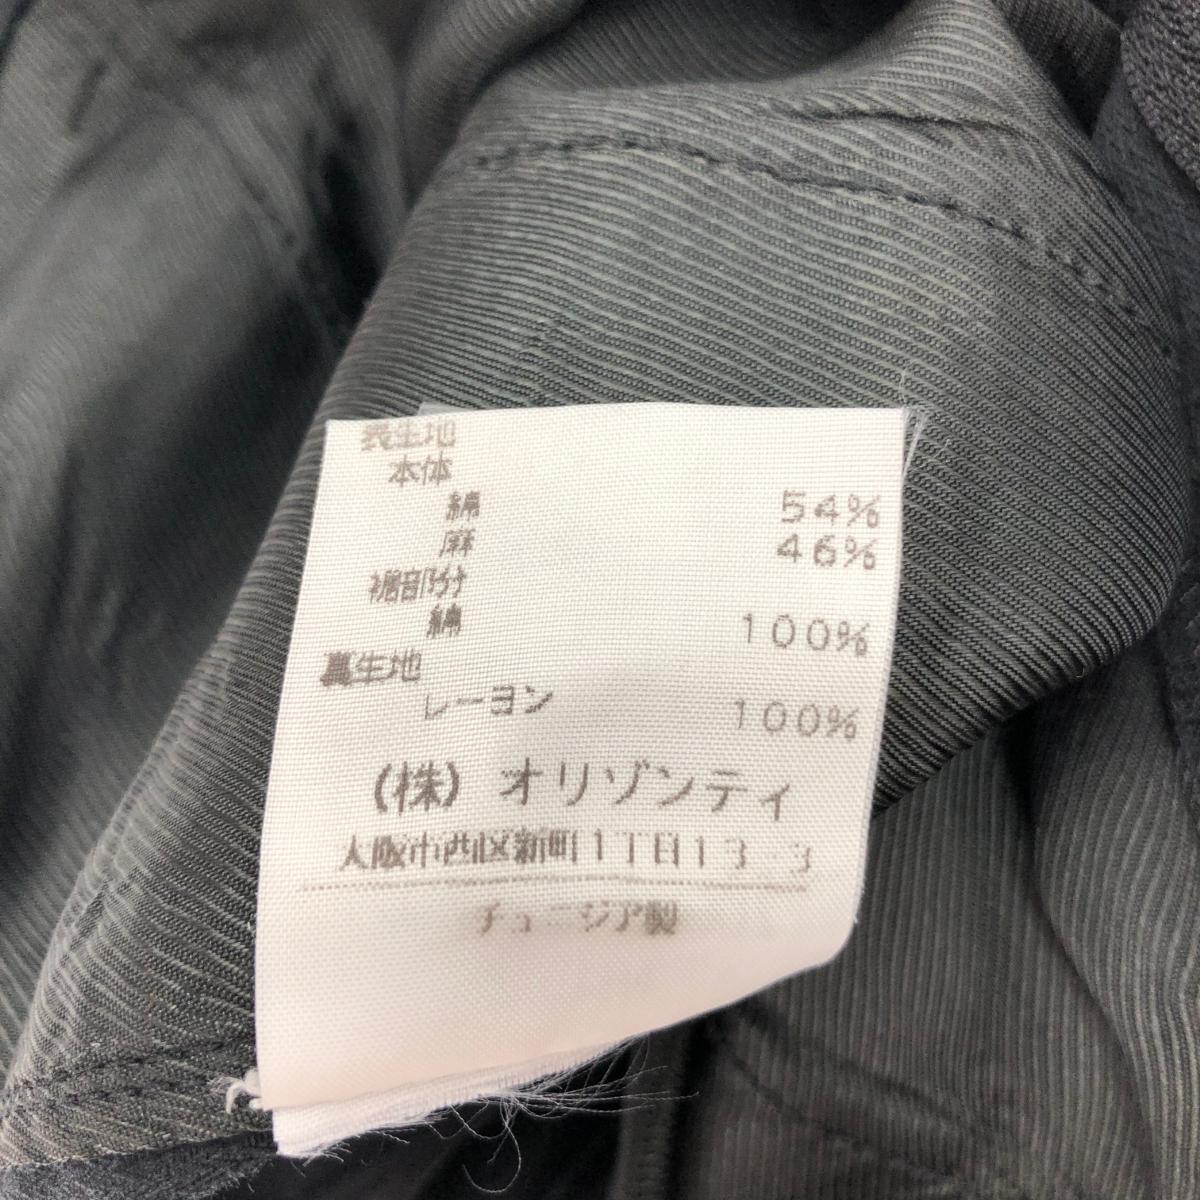 表生地
本体
綿 54%
麻 46%
裾部分
綿 100%
裏生地
レーヨン 100%
(株) オリゾンティ
大阪市西区新町1丁目13-3
チュニジア製